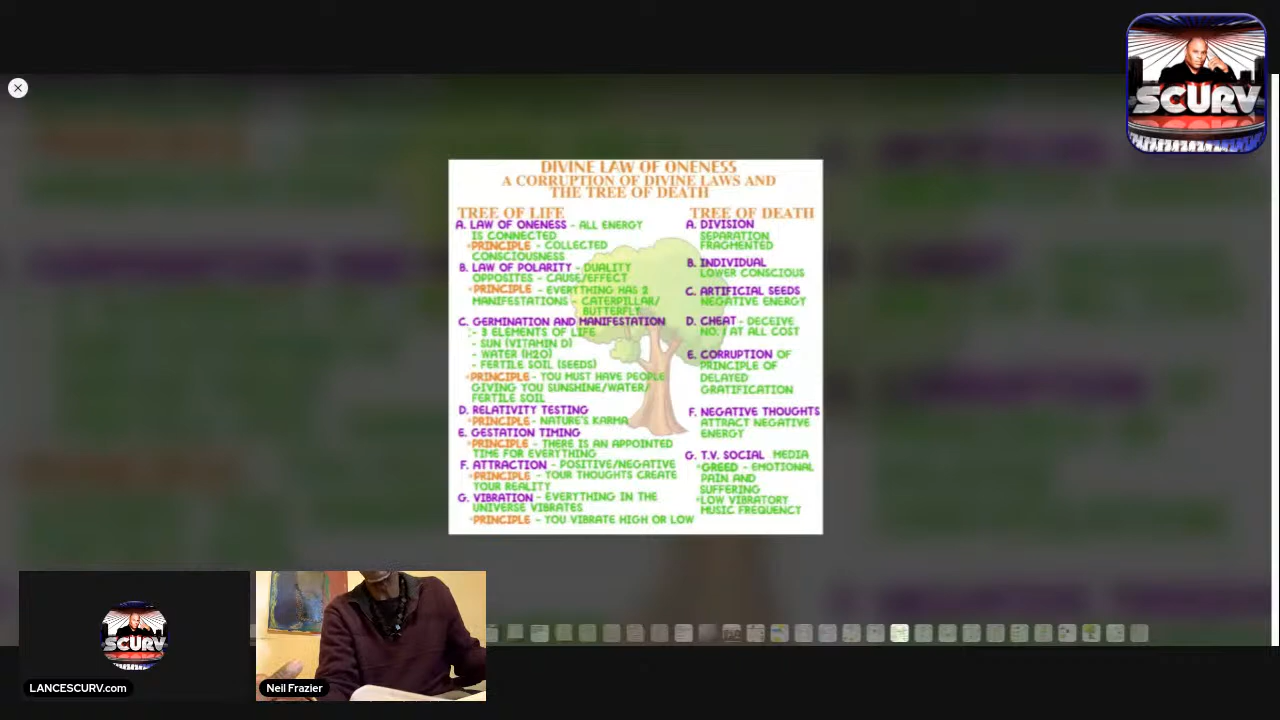 SCURV
DIVINE LAW OF ONENESS
A CORRUPTION OF DIVINE LAWS AND
THE TREE OF DEATH
TREE OF LIFE
A. LAW OF ONENESS - ALL ENERGY
IS CONNECTED
*PRINCIPLE - COLLECTED
CONSCIOUSNESS
B. LAW OF POLARITY - DUALITY
OPPOSITES - CAUSE/EFFECT
*PRINCIPLE - EVERYTHING HAS 2
MANIFESTATIONS - CATERPILLAR/
BUTTERFLY
C. GERMINATION AND MANIFESTATION
:- 3 ELEMENTS OF LIFE
- SUN (VITAMIN D)
- WATER (H2O)
- FERTILE SOIL (SEEDS)
*PRINCIPLE - YOU MUST HAVE PEOPLE
GIVING YOU SUNSHINE/WATER/
FERTILE SOIL
D. RELATIVITY TESTING
*PRINCIPLE - NATURE'S KARMA
E. GESTATION TIMING
*PRINCIPLE - THERE IS AN APPOINTED
TIME FOR EVERYTHING
F. ATTRACTION - POSITIVE/NEGATIVE
*PRINCIPLE - YOUR THOUGHTS CREATE
YOUR REALITY
G. VIBRATION - EVERYTHING IN THE
UNIVERSE VIBRATES
*PRINCIPLE - YOU VIBRATE HIGH OR LOW
TREE OF DEATH
A. DIVISION
SEPARATION
FRAGMENTED
B. INDIVIDUAL
LOWER CONSCIOUS
C. ARTIFICIAL SEEDS
NEGATIVE ENERGY
D. CHEAT - DECEIVE
NO. 1 AT ALL COST
E. CORRUPTION OF
PRINCIPLE OF
DELAYED
GRATIFICATION
F. NEGATIVE THOUGHTS
ATTRACT NEGATIVE
ENERGY
G. T.V. SOCIAL MEDIA
*GREED - EMOTIONAL
PAIN AND
SUFFERING
*LOW VIBRATORY
MUSIC FREQUENCY
SCURV
LANCESCURV.com
Neil Frazier